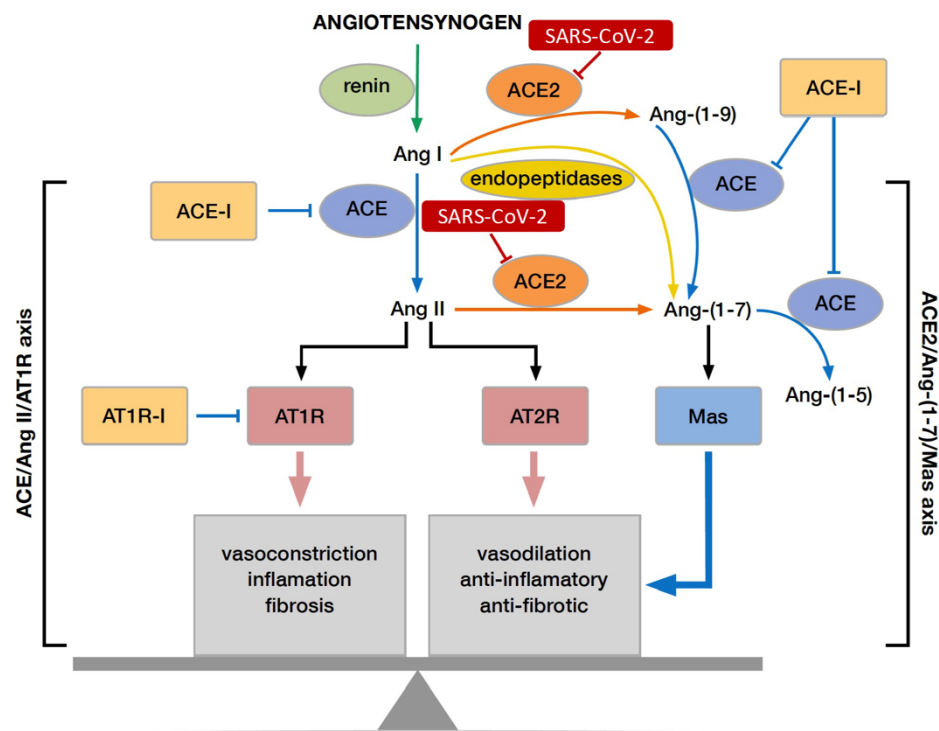 ANGIOTENSYNOGEN
SARS-CoV-2
renin
ACE2
ACE-I
Ang-(1-9)
Ang I
endopeptidases
ACE
ACE-I
ACE
SARS-CoV-2
ACE2
ACE
Ang II
Ang-(1-7)
Ang-(1-5)
AT1R-I
AT1R
AT2R
Mas
vasoconstriction
inflamation
fibrosis
vasodilation
anti-inflamatory
anti-fibrotic
ACE/Ang II/AT1R axis
ACE2/Ang-(1-7)/Mas axis